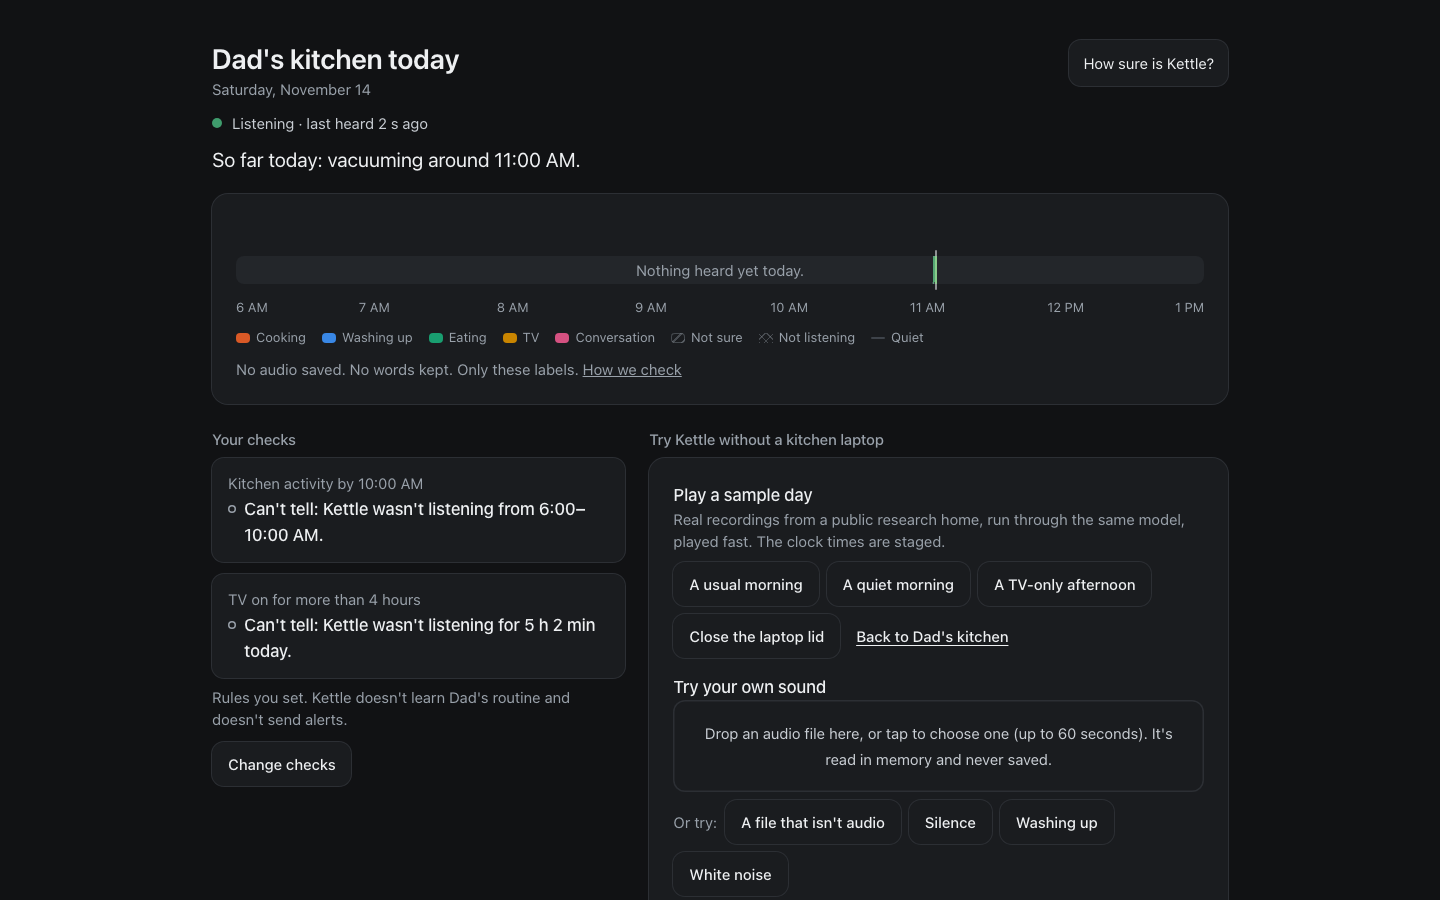 Dad's kitchen today
How sure is Kettle?
Saturday, November 14
Listening · last heard 2 s ago
So far today: vacuuming around 11:00 AM.
Nothing heard yet today.
6 AM 7 AM 8 AM 9 AM 10 AM 11 AM 12 PM 1 PM
Cooking Washing up Eating TV Conversation Not sure Not listening Quiet
No audio saved. No words kept. Only these labels. How we check
Your checks
Kitchen activity by 10:00 AM
Can't tell: Kettle wasn't listening from 6:00–
10:00 AM.
TV on for more than 4 hours
Can't tell: Kettle wasn't listening for 5 h 2 min
today.
Rules you set. Kettle doesn't learn Dad's routine and
doesn't send alerts.
Change checks
Try Kettle without a kitchen laptop
Play a sample day
Real recordings from a public research home, run through the same model,
played fast. The clock times are staged.
A usual morning A quiet morning A TV-only afternoon
Close the laptop lid Back to Dad's kitchen
Try your own sound
Drop an audio file here, or tap to choose one (up to 60 seconds). It's
read in memory and never saved.
Or try: A file that isn't audio Silence Washing up
White noise